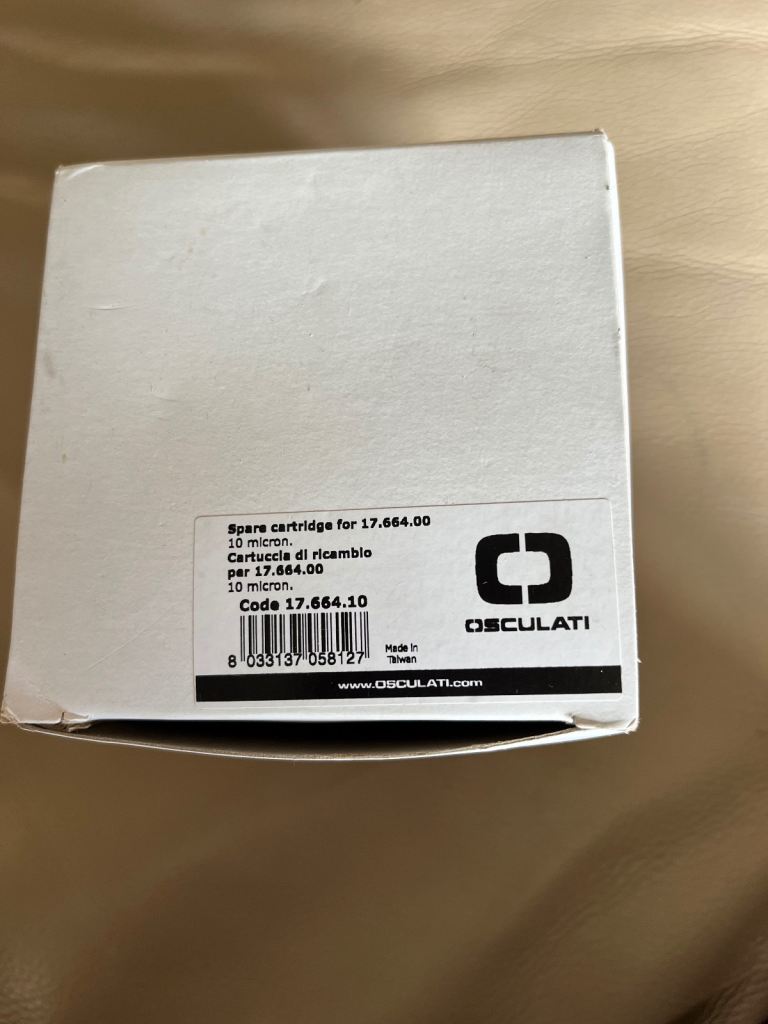 Spare cartridge for 17.664.00
10 micron.
Cartuccia di ricambio
per 17.664.00
10 micron.
Code 17.664.10
8 033137 058127
Made in
Taiwan
OSCULATI
www.OSCULATI.com